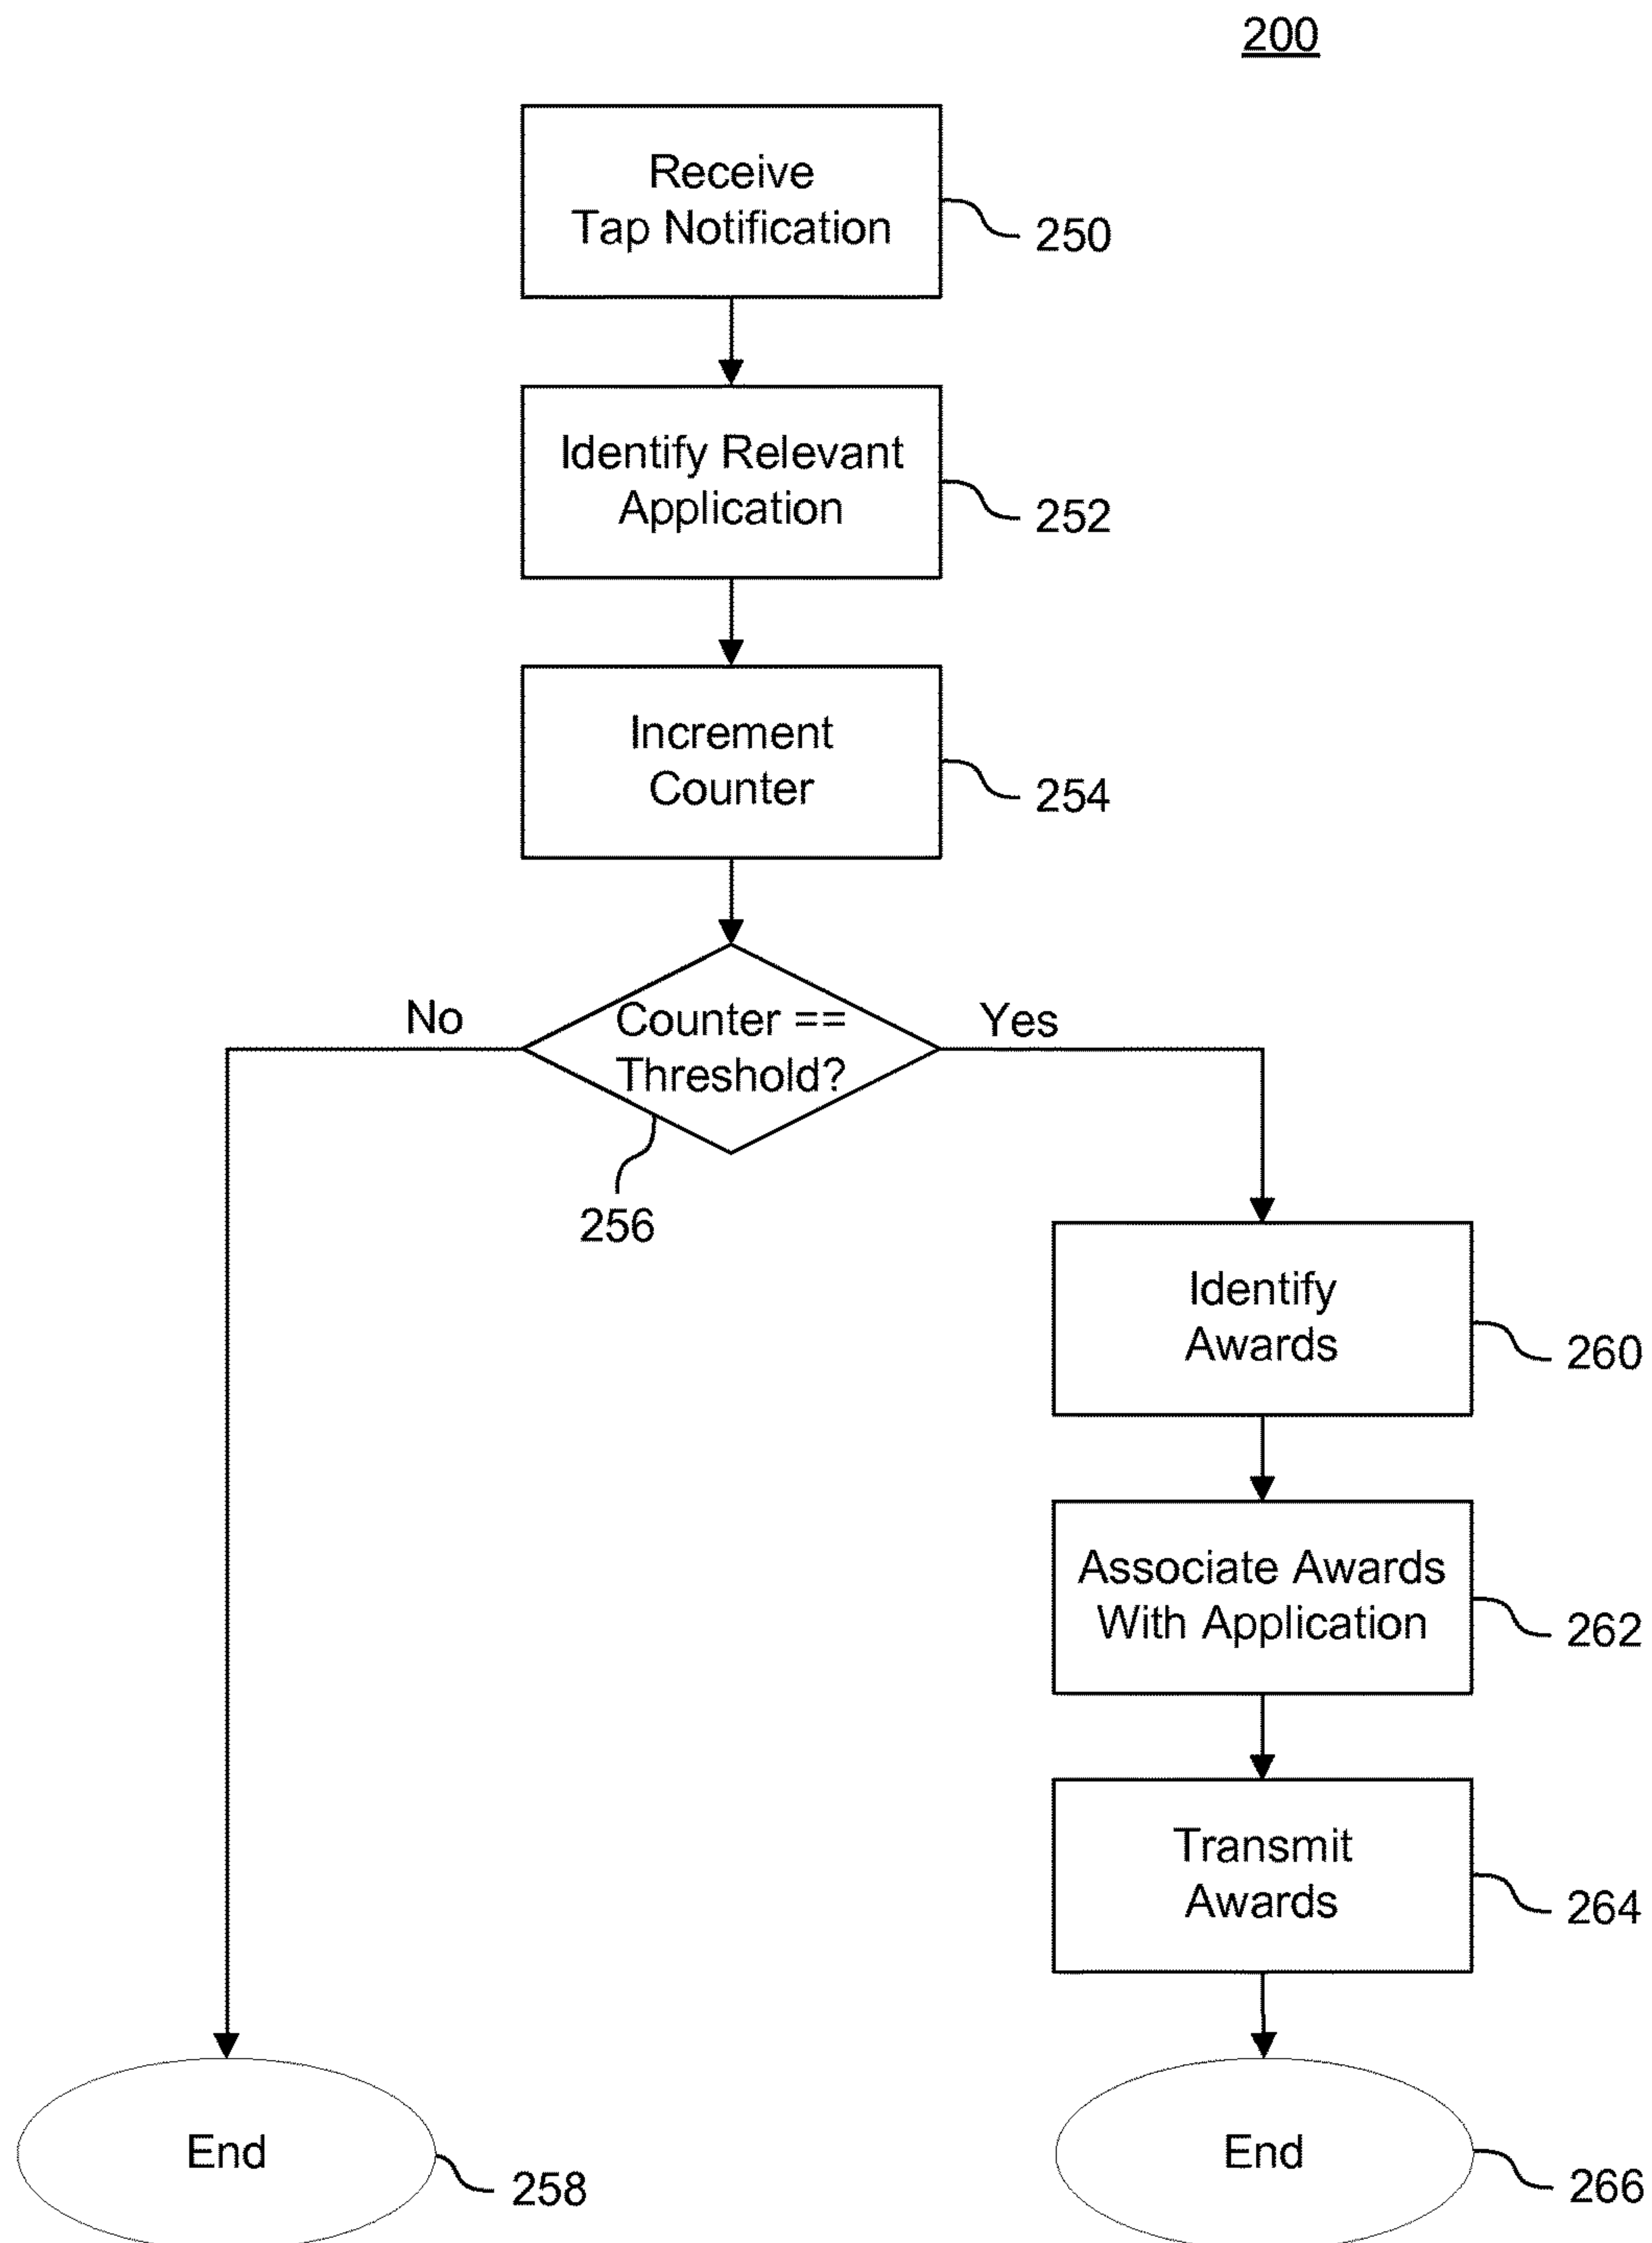 200
Receive
Tap Notification
250
Identify Relevant
Application
252
Increment
Counter
254
No
Counter ==
Threshold?
Yes
256
Identify
Awards
260
Associate Awards
With Application
262
Transmit
Awards
264
End
258
End
266